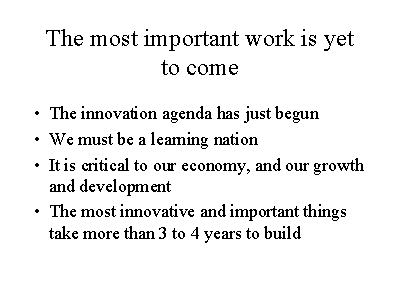 The most important work is yet
to come
• The innovation agenda has just begun
• We must be a learning nation
• It is critical to our economy, and our growth
and development
• The most innovative and important things
take more than 3 to 4 years to build